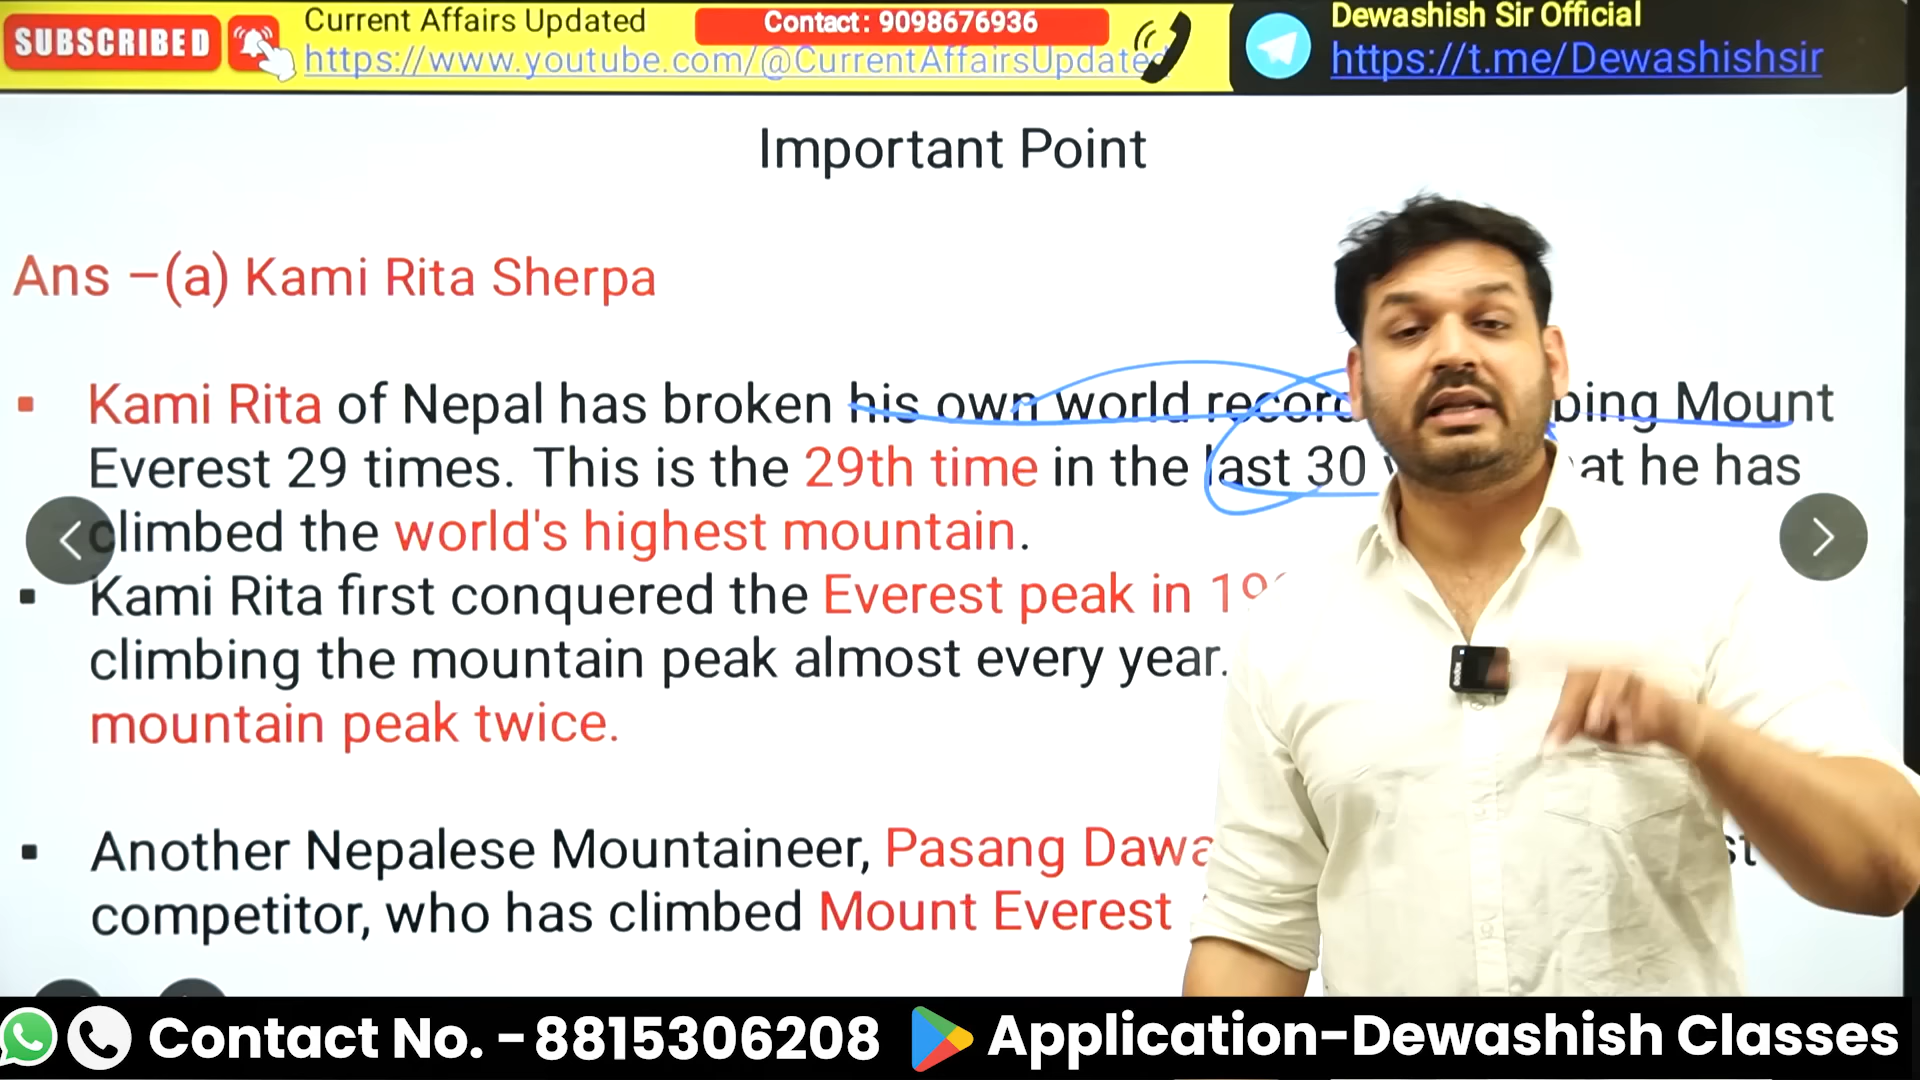 SUBSCRIBED
Current Affairs Updated
https://www.youtube.com/@CurrentAffairsUpdated
Contact: 9098676936
Dewashish Sir Official
https://t.me/Dewashishsir
Important Point
Ans –(a) Kami Rita Sherpa
▪ Kami Rita of Nepal has broken his own world record Mount
Everest 29 times. This is the 29th time in the last 30 he has
climbed the world's highest mountain.
▪ Kami Rita first conquered the Everest peak in
climbing the mountain peak almost every year.
mountain peak twice.
▪ Another Nepalese Mountaineer, Pasang Dawa
competitor, who has climbed Mount Everest
Contact No. - 8815306208
Application-Dewashish Classes